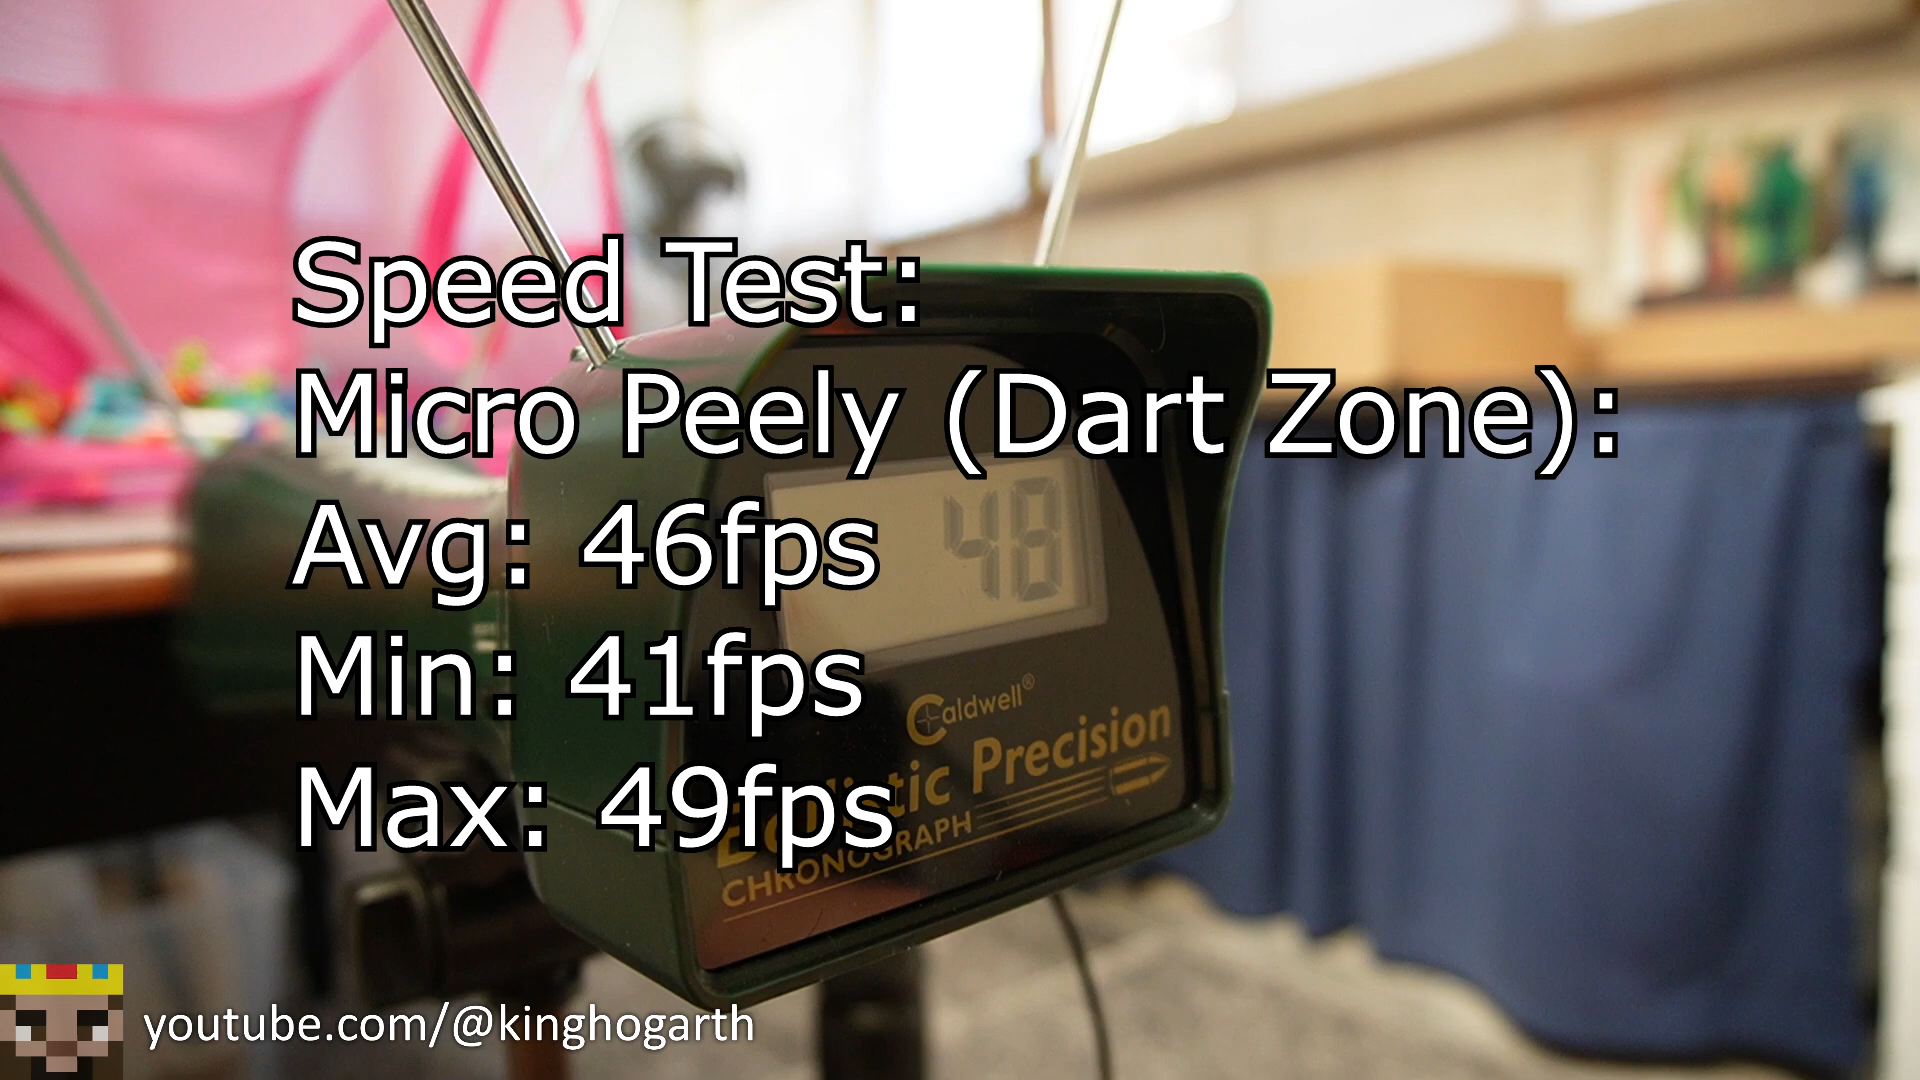 Speed Test:
Micro Peely (Dart Zone):
Avg: 46fps
Min: 41fps
Max: 49fps
48
Caldwell®
Ballistic Precision
CHRONOGRAPH
youtube.com/@kinghogarth